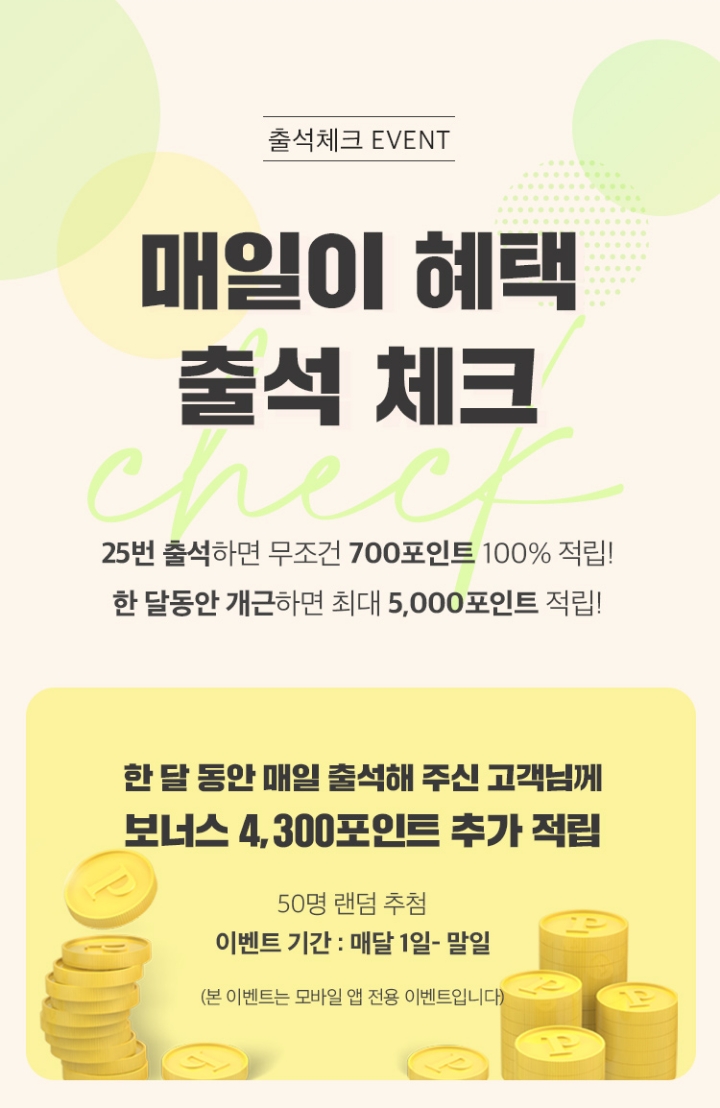 출석체크 EVENT
매일이 혜택
출석 체크
check
25번 출석하면 무조건 700포인트 100% 적립!
한 달동안 개근하면 최대 5,000포인트 적립!
한 달 동안 매일 출석해 주신 고객님께
보너스 4,300포인트 추가 적립
50명 랜덤 추첨
이벤트 기간 : 매달 1일- 말일
(본 이벤트는 모바일 앱 전용 이벤트입니다)